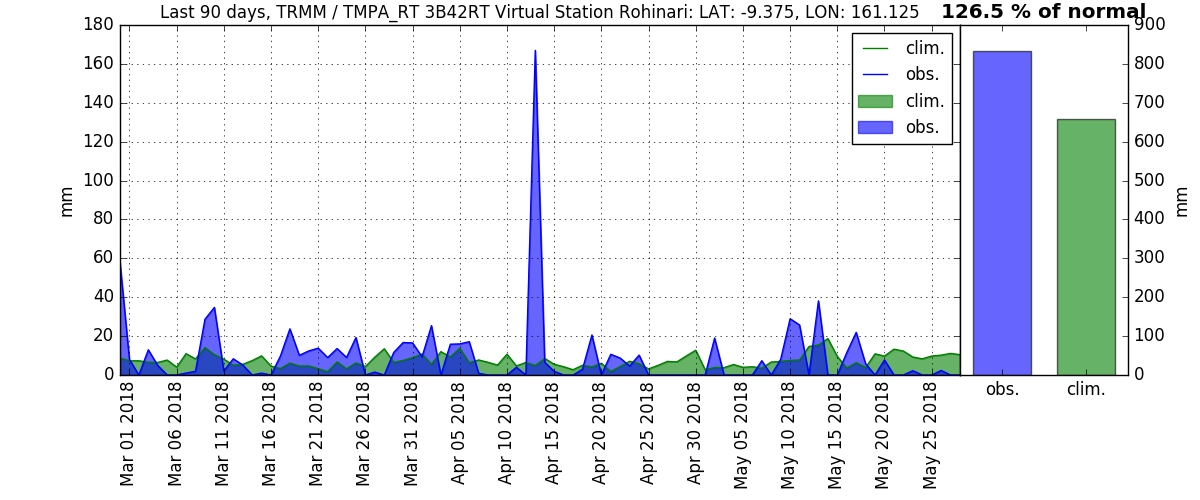 Last 90 days, TRMM / TMPA_RT 3B42RT Virtual Station Rohinari: LAT: -9.375, LON: 161.125
126.5 % of normal
mm
180
160
140
120
100
80
60
40
20
0
clim.
obs.
clim.
obs.
900
800
700
600
500
400
300
200
100
0
mm
Mar 01 2018
Mar 06 2018
Mar 11 2018
Mar 16 2018
Mar 21 2018
Mar 26 2018
Mar 31 2018
Apr 05 2018
Apr 10 2018
Apr 15 2018
Apr 20 2018
Apr 25 2018
Apr 30 2018
May 05 2018
May 10 2018
May 15 2018
May 20 2018
May 25 2018
obs.
clim.